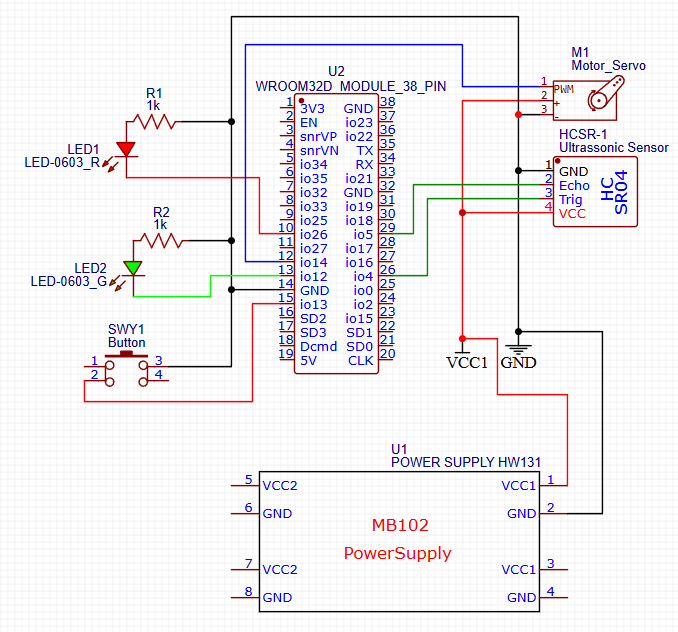 U2
WROOM32D_MODULE_38_PIN
1 3V3 GND 38
2 EN io23 37
3 snrVP io22 36
4 snrVN TX 35
5 io34 RX 34
6 io35 io21 33
7 io32 GND 32
8 io33 io19 31
9 io25 io18 30
10 io26 io5 29
11 io27 io17 28
12 io14 io16 27
13 io12 io4 26
14 GND io0 25
15 io13 io2 24
16 SD2 io15 23
17 SD3 SD1 22
18 Dcmd SD0 21
19 5V CLK 20
M1
Motor_Servo
1 PWM
2 +
3 -
R1
1k
LED1
LED-0603_R
HCSR-1
Ultrassonic Sensor
1 GND
2 Echo
3 Trig
4 VCC
HC
SR04
R2
1k
LED2
LED-0603_G
SWY1
Button
1 3
2 4
VCC1
GND
U1
POWER SUPPLY HW131
5 VCC2 VCC1 1
6 GND GND 2
MB102
PowerSupply
7 VCC2 VCC1 3
8 GND GND 4